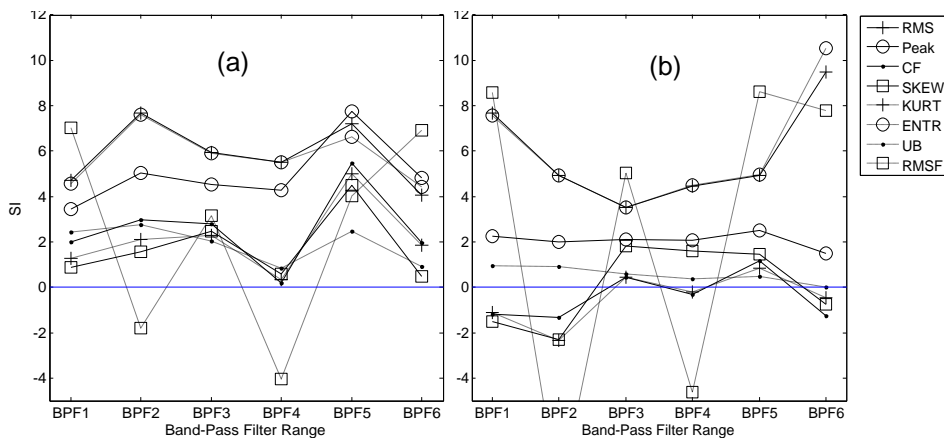 12
10
8
6
4
2
0
-2
-4
SI
(a)
BPF1 BPF2 BPF3 BPF4 BPF5 BPF6
Band-Pass Filter Range
12
10
8
6
4
2
0
-2
-4
(b)
BPF1 BPF2 BPF3 BPF4 BPF5 BPF6
Band-Pass Filter Range
RMS
Peak
CF
SKEW
KURT
ENTR
UB
RMSF